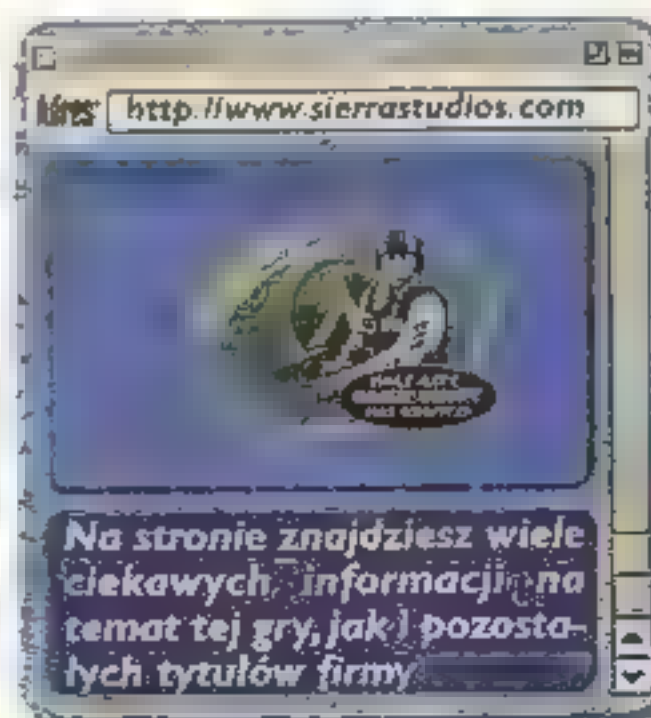 Adres http://www.sierrastudios.com
Na stronie znajdziesz wiele
ciekawych informacji na
temat tej gry, jak i pozosta-
łych tytułów firmy